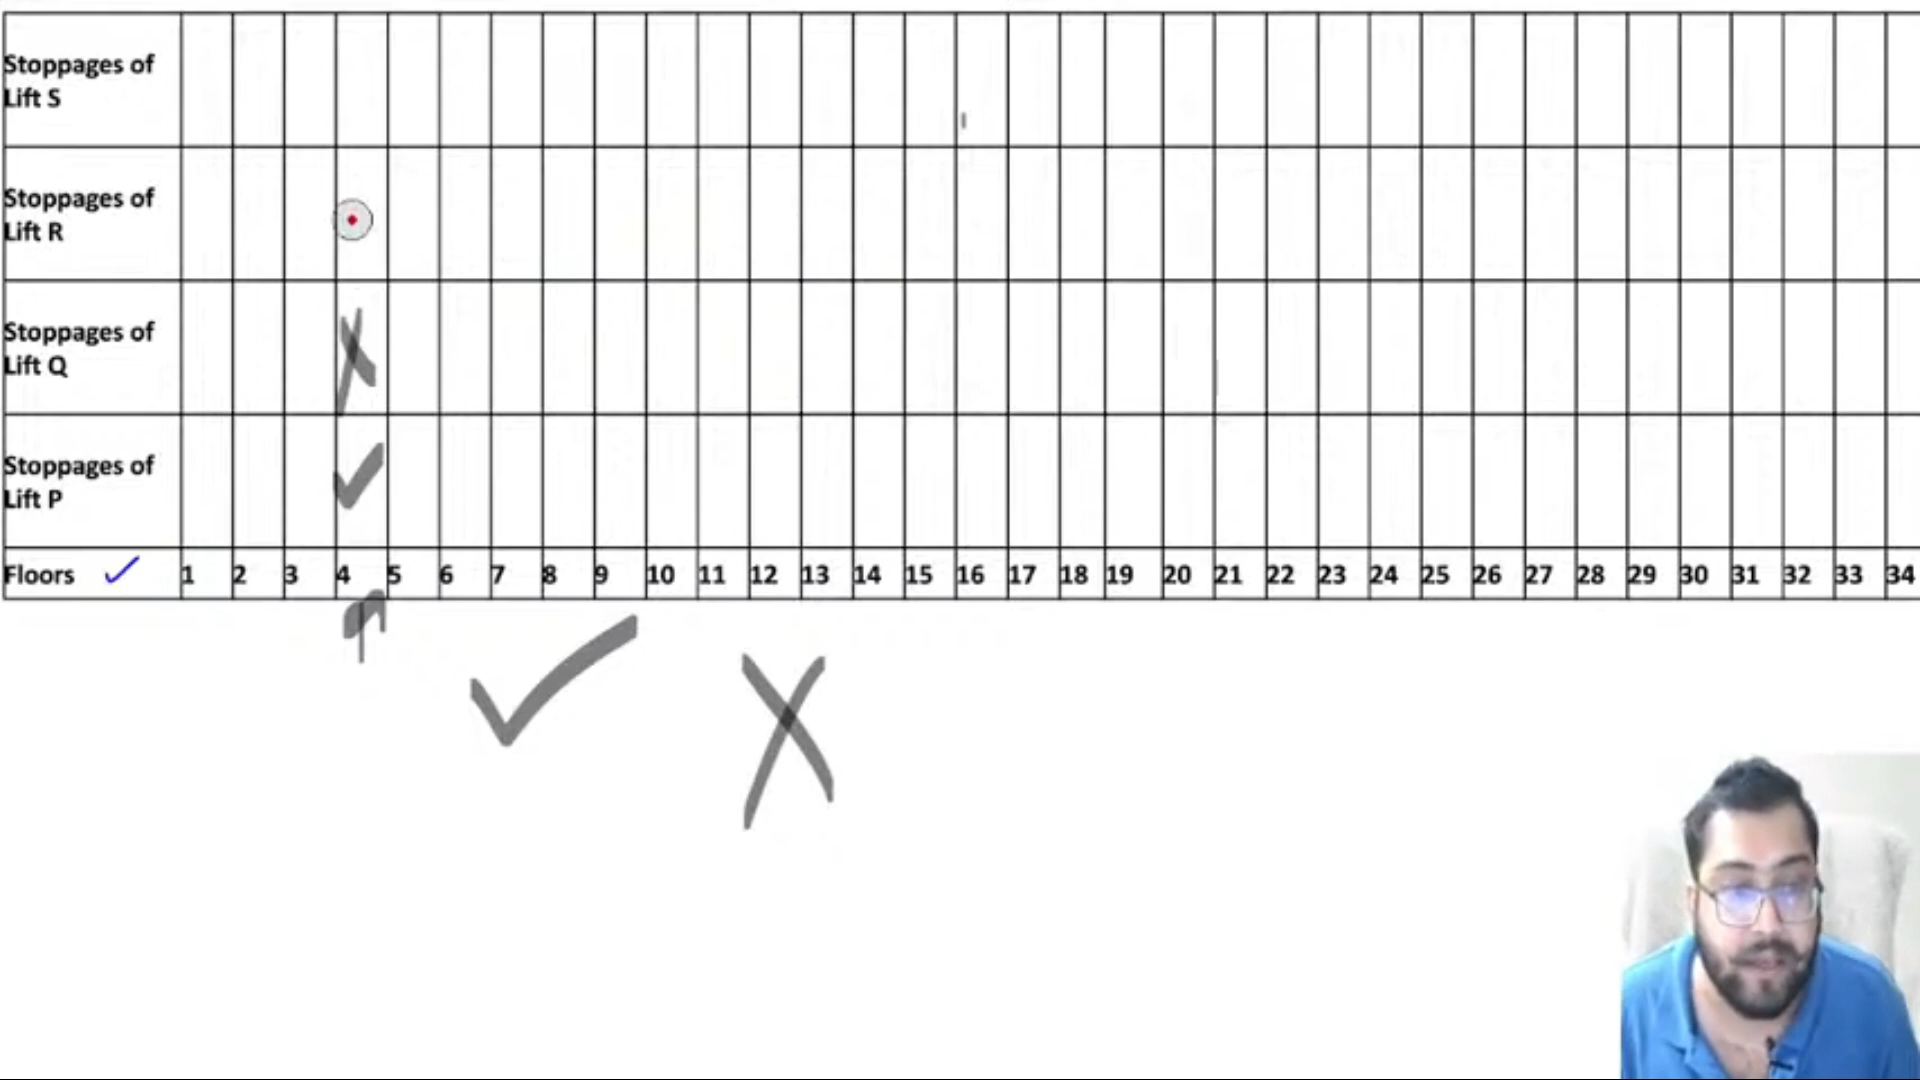 Stoppages of
Lift S
Stoppages of
Lift R
Stoppages of
Lift Q
Stoppages of
Lift P
Floors 1 2 3 4 5 6 7 8 9 10 11 12 13 14 15 16 17 18 19 20 21 22 23 24 25 26 27 28 29 30 31 32 33 34